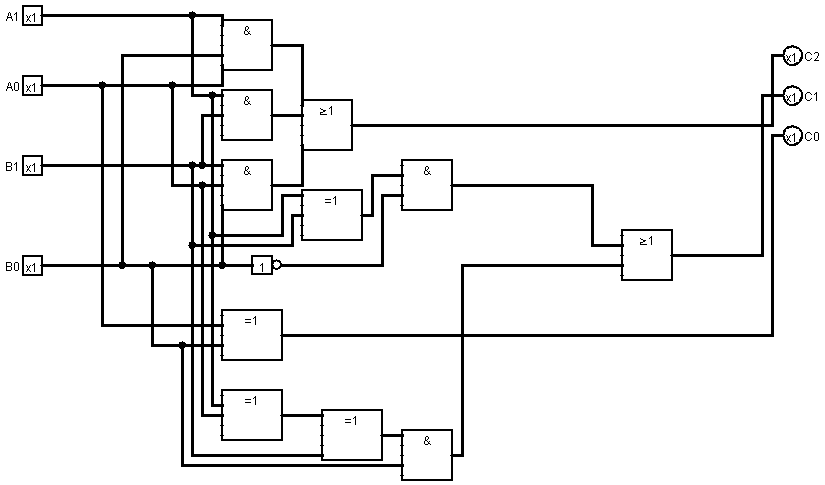 A1 x1
&
x1 C2
A0 x1
&
x1 C1
≥1
x1 C0
B1 x1
&
&
=1
≥1
B0 x1
1
=1
=1
=1
&